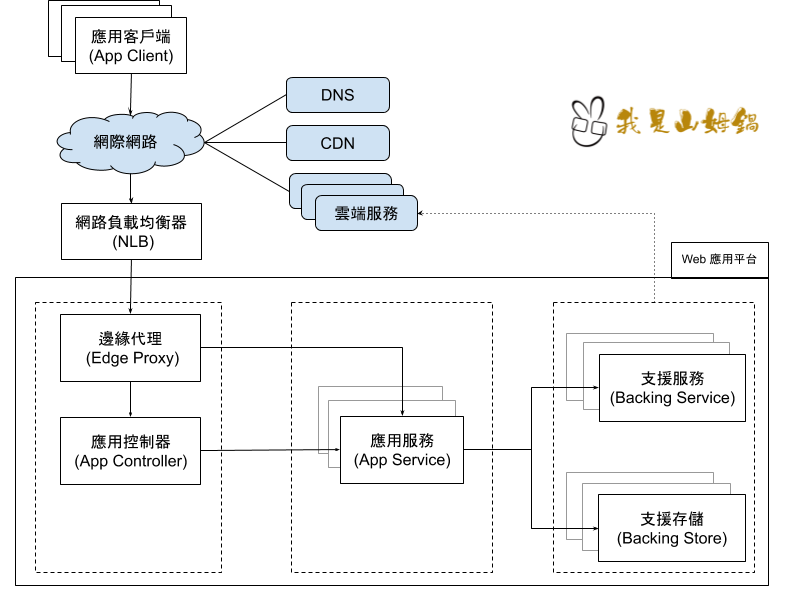 應用客戶端
(App Client)
DNS
網際網路
CDN
我是山姆鍋
雲端服務
網路負載均衡器
(NLB)
Web 應用平台
邊緣代理
(Edge Proxy)
支援服務
(Backing Service)
應用控制器
(App Controller)
應用服務
(App Service)
支援存儲
(Backing Store)